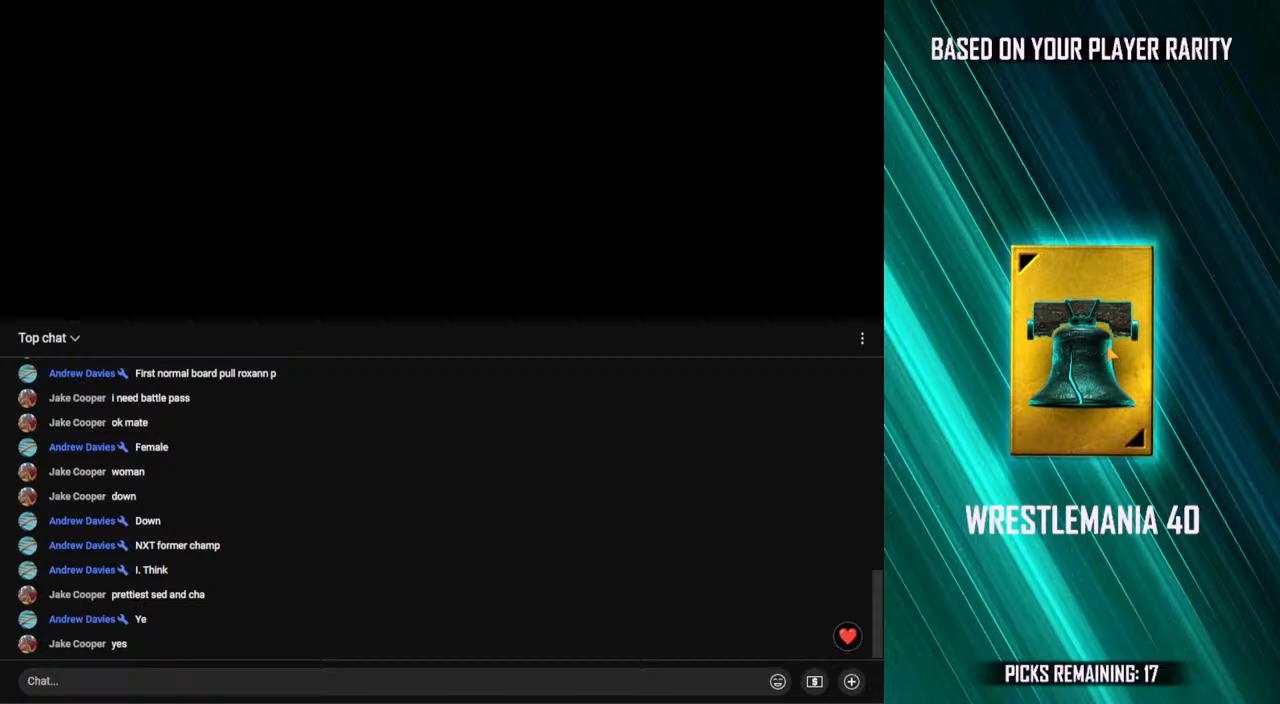 BASED ON YOUR PLAYER RARITY
Top chat
Andrew Davies First normal board pull roxann p
Jake Cooper i need battle pass
Jake Cooper ok mate
Andrew Davies Female
Jake Cooper woman
Jake Cooper down
Andrew Davies Down
Andrew Davies NXT former champ
Andrew Davies I. Think
Jake Cooper prettiest sed and cha
Andrew Davies Ye
Jake Cooper yes
Chat...
WRESTLEMANIA 40
PICKS REMAINING: 17